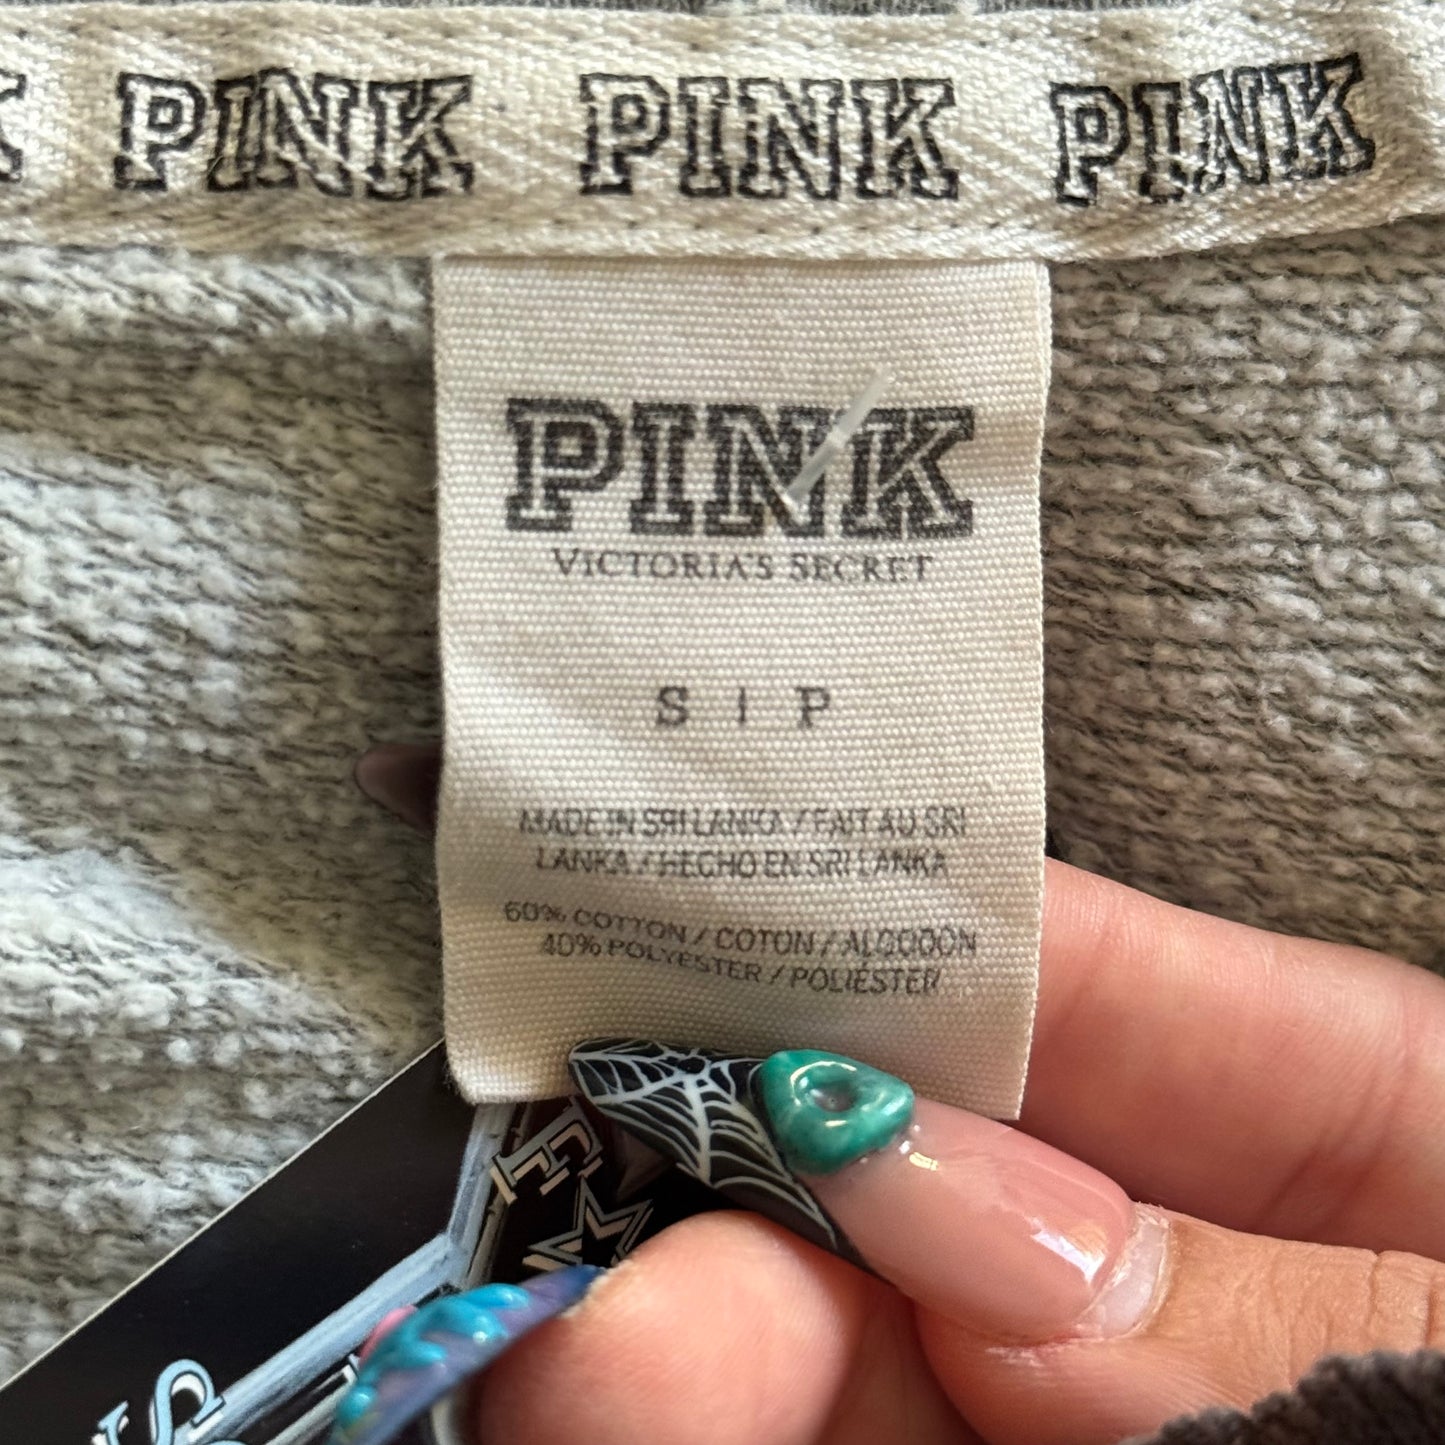 PINK PINK PINK
PINK
VICTORIA'S SECRET
S | P
MADE IN SRI LANKA / FAIT AU SRI
LANKA / HECHO EN SRI LANKA
60% COTTON / COTON / ALGODON
40% POLYESTER / POLIÉSTER